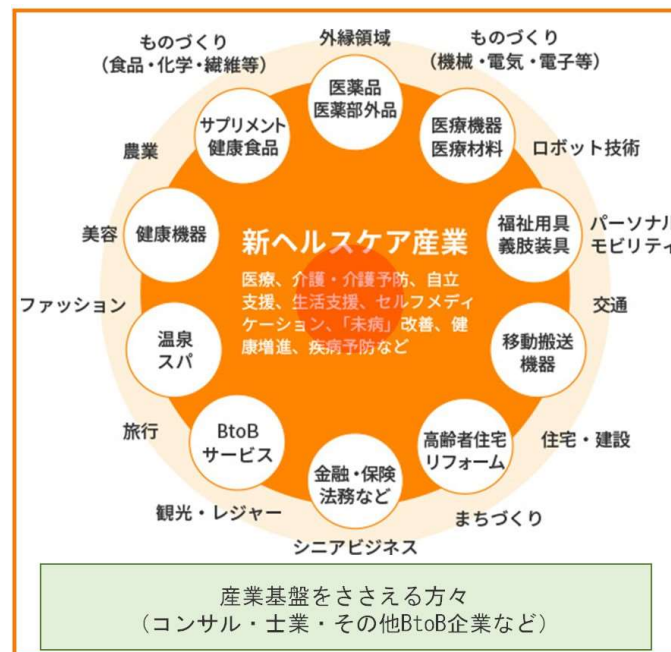 外縁領域
ものづくり
（食品・化学・繊維等）
ものづくり
（機械・電気・電子等）
医薬品
医薬部外品
サプリメント
健康食品
医療機器
医療材料
農業
ロボット技術
美容
健康機器
福祉用具
義肢装具
パーソナル
モビリティ
新ヘルスケア産業
医療、介護・介護予防、自立
支援、生活支援、セルフメディ
ケーション、「未病」改善、健
康増進、疾病予防など
ファッション
交通
温泉
スパ
移動搬送
機器
旅行
BtoB
サービス
高齢者住宅
リフォーム
住宅・建設
金融・保険
法務など
観光・レジャー
まちづくり
シニアビジネス
産業基盤をささえる方々
（コンサル・士業・その他BtoB企業など）